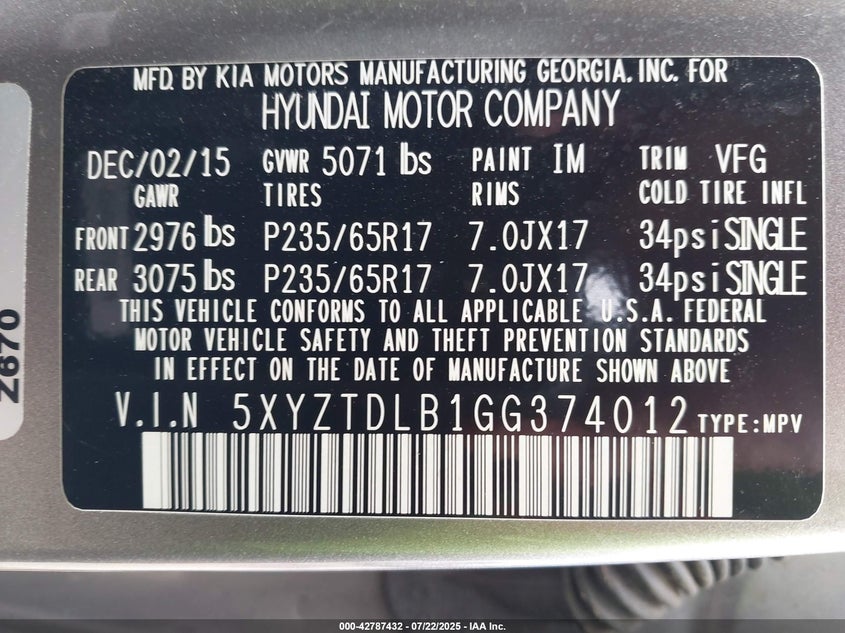 MFD. BY KIA MOTORS MANUFACTURING GEORGIA. INC. FOR
HYUNDAI MOTOR COMPANY
DEC/02/15 GVWR 5071 lbs PAINT IM TRIM VFG
GAWR TIRES RIMS COLD TIRE INFL
FRONT 2976 lbs P235/65R17 7.0JX17 34psi SINGLE
REAR 3075 lbs P235/65R17 7.0JX17 34psi SINGLE
THIS VEHICLE CONFORMS TO ALL APPLICABLE U.S.A. FEDERAL
MOTOR VEHICLE SAFETY AND THEFT PREVENTION STANDARDS
IN EFFECT ON THE DATE OF MANUFACTURE SHOWN ABOVE
V.I.N 5XYZTDLB1GG374012 TYPE:MPV
Z670
000-42787432 - 07/22/2025 - IAA Inc.